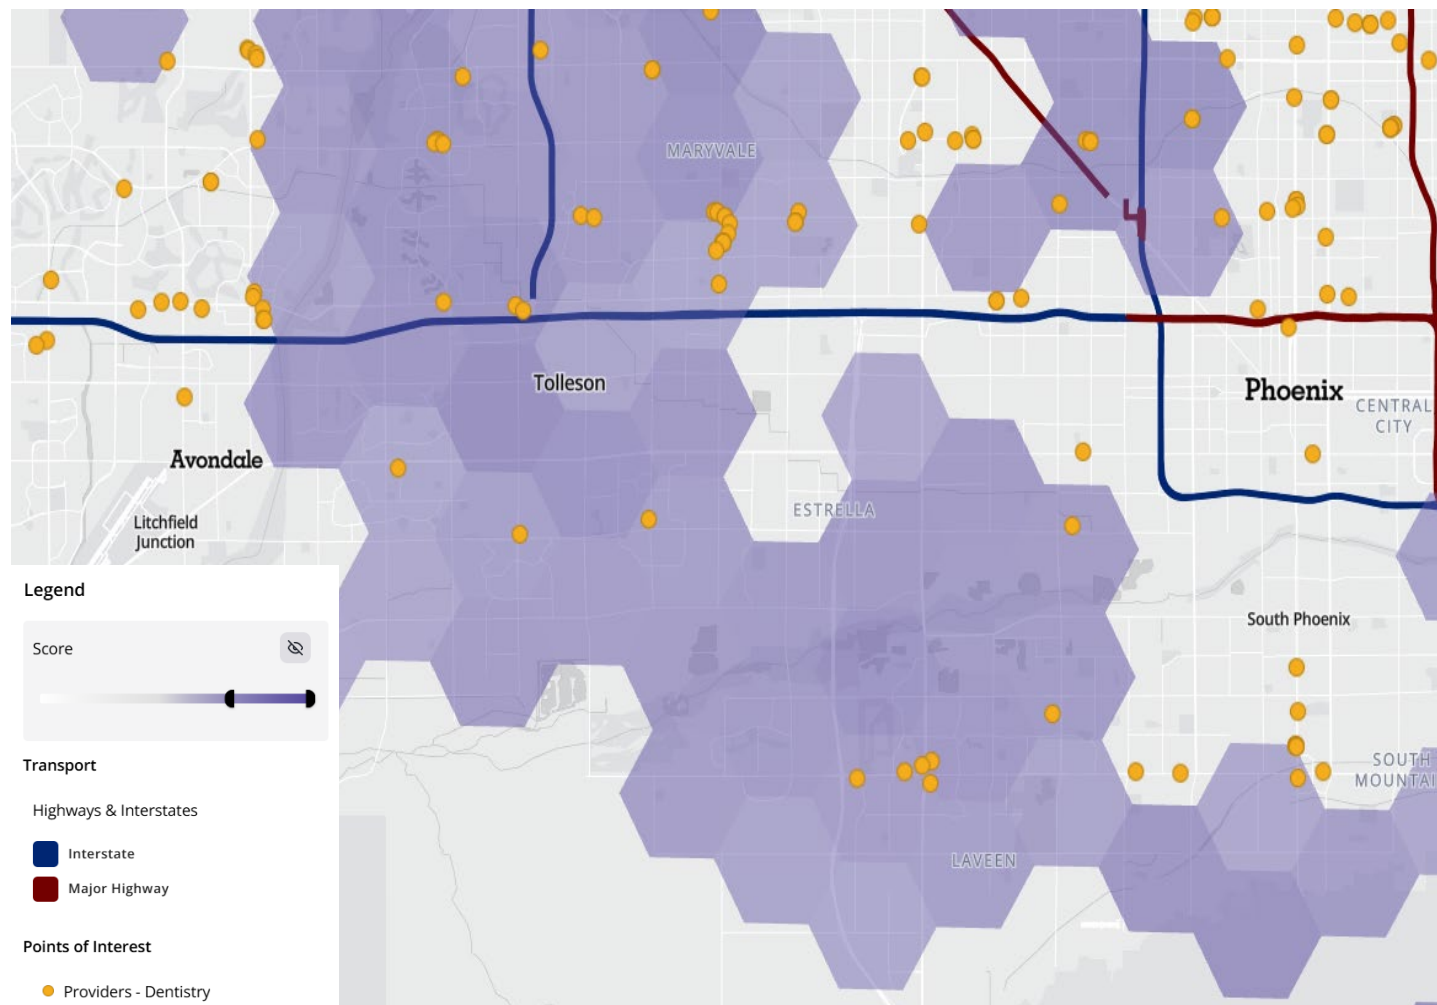 MARYVALE
Tolleson
Phoenix
CENTRAL
CITY
Avondale
ESTRELLA
Litchfield
Junction
Legend
South Phoenix
Score
Transport
SOUTH
MOUNTAI
Highways & Interstates
Interstate
LAVEEN
Major Highway
Points of Interest
Providers - Dentistry